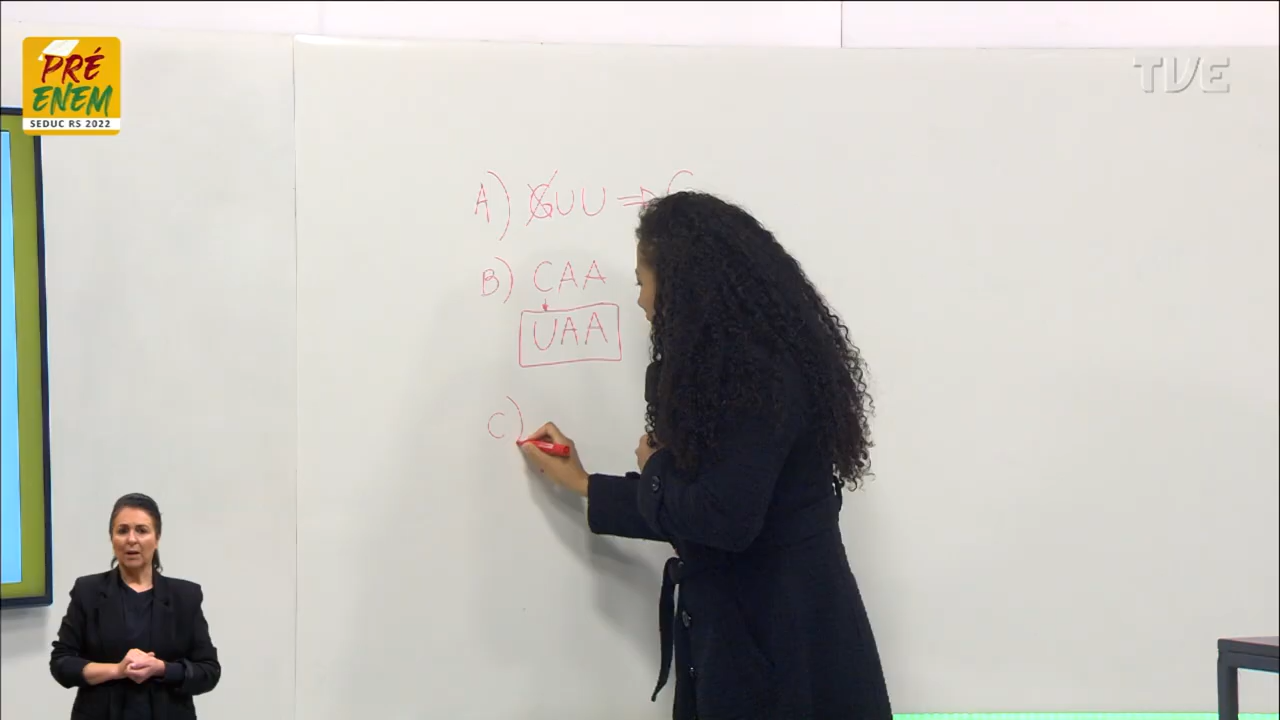 PRÉ
ENEM
SEDUC RS 2022
TVE
A) GUU ⇒
B) CAA
↓
UAA
C)